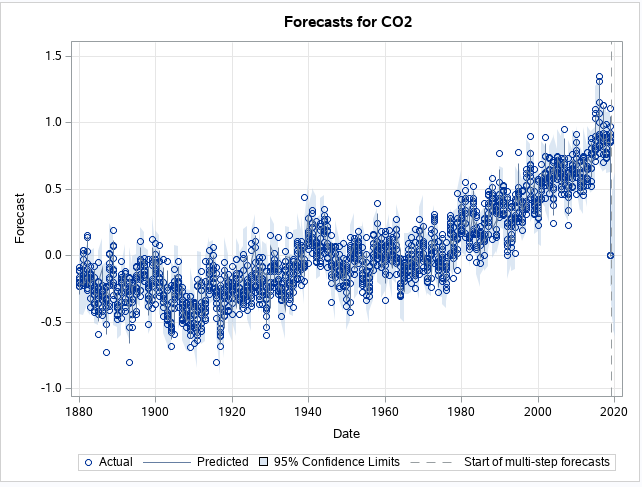 Forecasts for CO2
1.5
1.0
0.5
0.0
-0.5
-1.0
Forecast
1880 1900 1920 1940 1960 1980 2000 2020
Date
Actual Predicted 95% Confidence Limits Start of multi-step forecasts